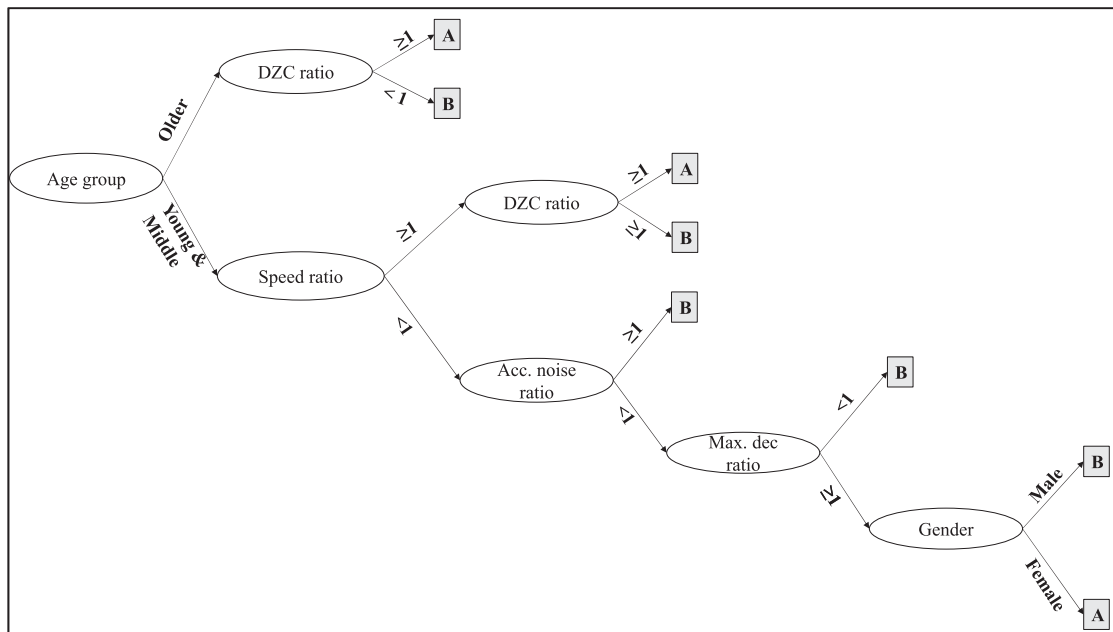 Age group
Older
Young &
Middle
DZC ratio
≥1
A
< 1
B
Speed ratio
≥1
DZC ratio
≥1
A
≥1
B
<1
Acc. noise
ratio
≥1
B
<1
Max. dec
ratio
<1
B
≥1
Gender
Male
B
Female
A